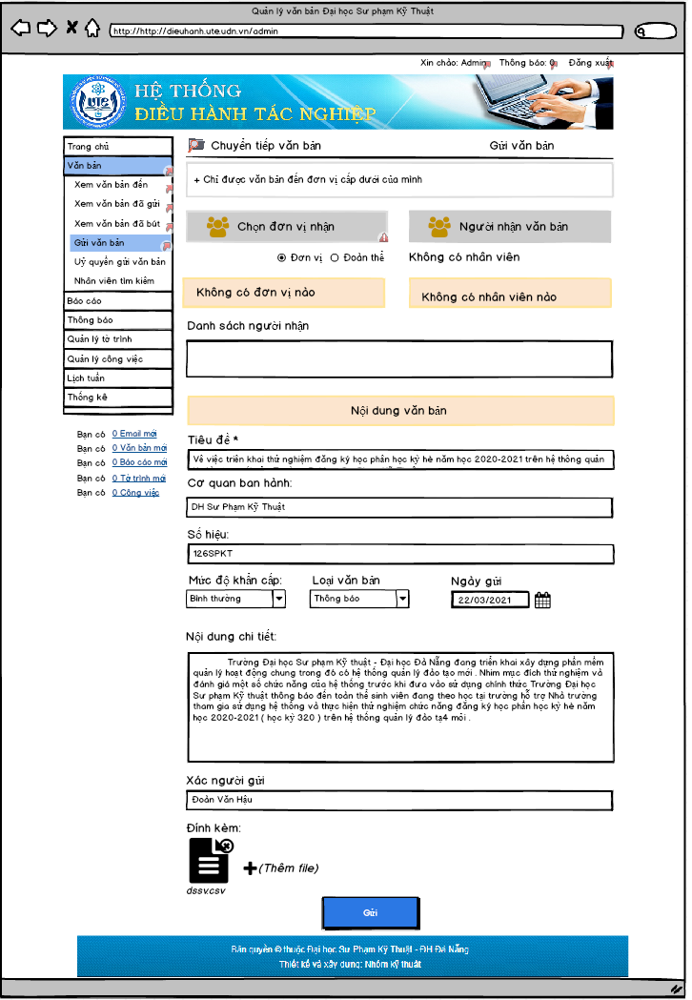 Quản lý văn bản Đại học Sư phạm Kỹ Thuật
http://http://dieuhanh.ute.udn.vn/admin
Xin chào: Admin Thông báo: 0 Đăng xuất
UTE
HỆ THỐNG
ĐIỀU HÀNH TÁC NGHIỆP
Trang chủ
Văn bản
Xem văn bản đến
Xem văn bản đã gửi
Xem văn bản đã bút
Gửi văn bản
Uỷ quyền gửi văn bản
Nhân viên tìm kiếm
Báo cáo
Thông báo
Quản lý tờ trình
Quản lý công việc
Lịch tuần
Thống kê
Bạn có 0 Email mới
Bạn có 0 Văn bản mới
Bạn có 0 Báo cáo mới
Bạn có 0 Tờ trình mới
Bạn có 0 Công việc
Chuyển tiếp văn bản Gửi văn bản
+ Chỉ được văn bản đến đơn vị cấp dưới của mình
Chọn đơn vị nhận Người nhận văn bản
Đơn vị Đoàn thể Không có nhân viên
Không có đơn vị nào Không có nhân viên nào
Danh sách người nhận
Nội dung văn bản
Tiêu đề *
Về việc triên khai thử nghiệm đăng ký học phần học kỳ hè năm học 2020-2021 trên hệ thông quản
Cơ quan ban hành:
DH Sư Phạm Kỹ Thuật
Số hiệu:
126SPKT
Mức độ khẩn cấp: Loại văn bản Ngày gửi
Bình thường Thông báo 22/03/2021
Nội dung chi tiết:
Trường Đại học Sư phạm Kỹ thuật - Đại học Đà Nẵng đang triển khai xây dựng phần mềm
quản lý hoạt động chung trong đó có hệ thống quản lý đào tạo mới . Nhim mục đích thử nghiệm và
đánh giá một số chức năng của hệ thống trước khi đưa vào sử dụng chính thức Trường Đại học
Sư phạm Kỹ thuật thông báo đến toàn thể sinh viên đang theo học tại trường hỗ trợ Nhà trường
tham gia sử dụng hệ thống và thực hiện thử nghiệm chức năng đăng ký học phần học kỳ hè năm
học 2020-2021 ( học kỳ 320 ) trên hệ thống quản lý đào tạ4 mới .
Xác người gửi
Đoàn Văn Hậu
Đính kèm:
(Thêm file)
dssv.csv
Gửi
Bản quyền © thuộc Đại học Sư Phạm Kỹ Thuật - ĐH Đà Nẵng
Thiết kế và xây dựng: Nhóm kỹ thuật